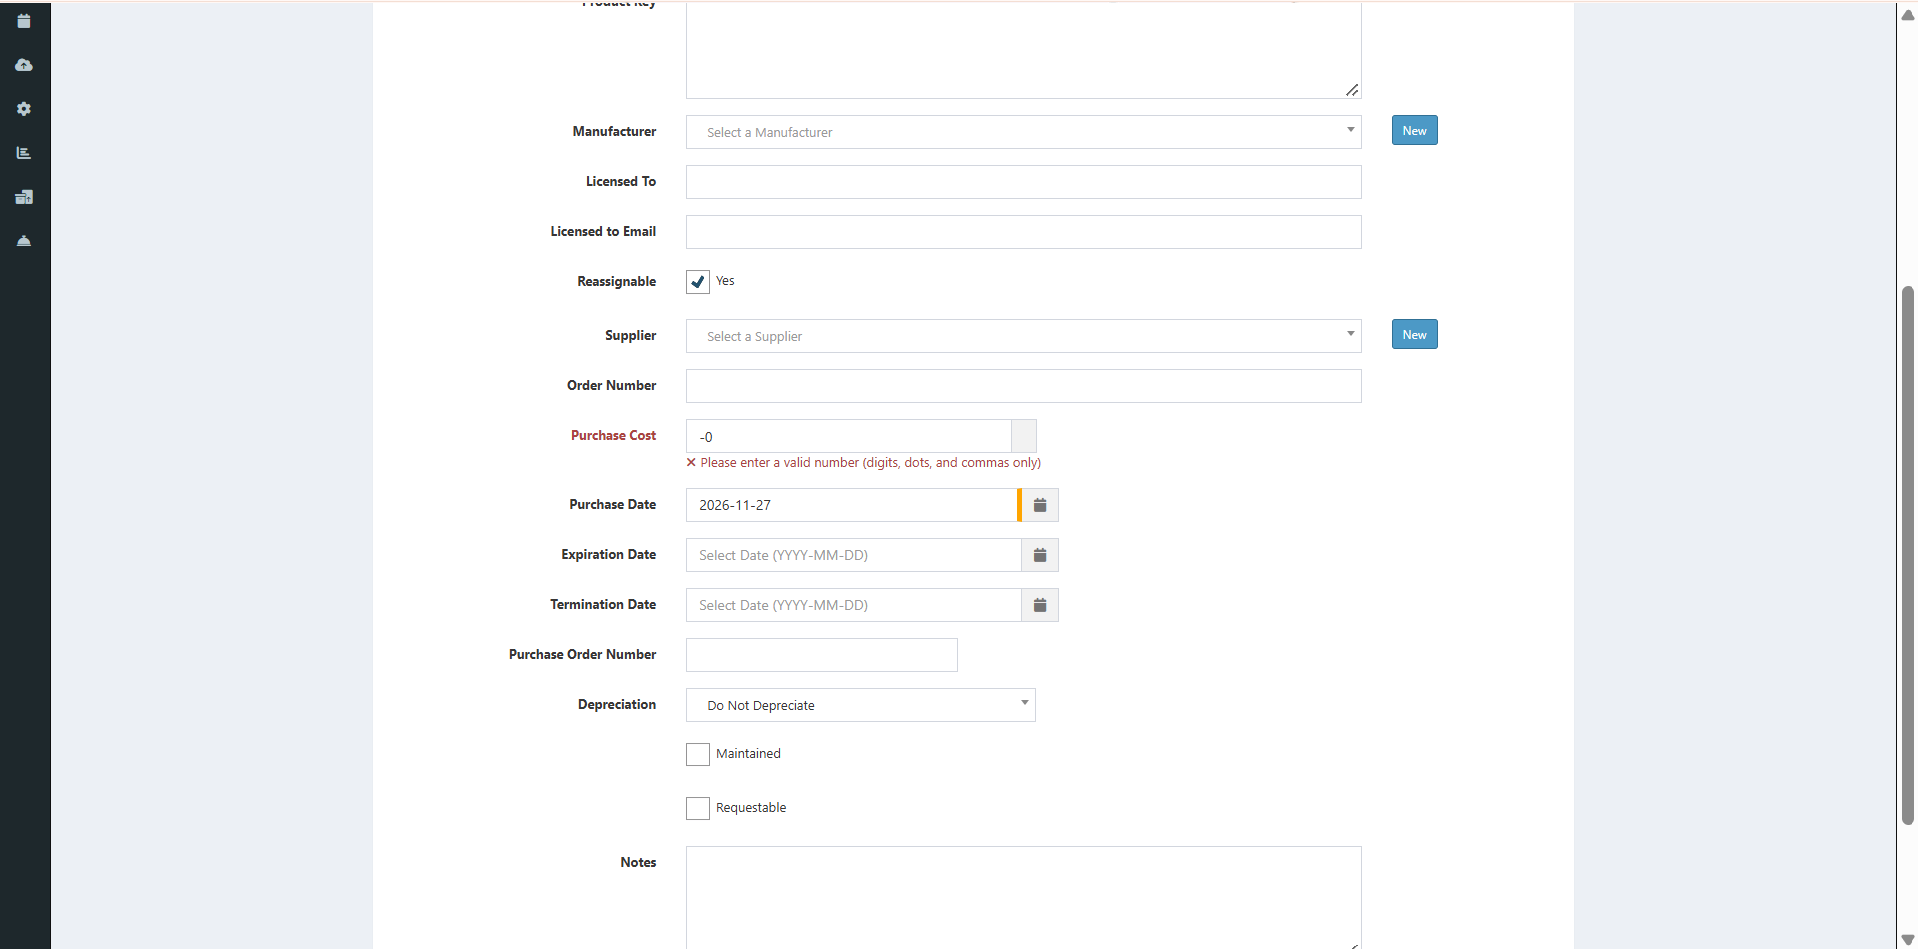 Product Key
Manufacturer
Select a Manufacturer
New
Licensed To
Licensed to Email
Reassignable
Yes
Supplier
Select a Supplier
New
Order Number
Purchase Cost
-0
✕ Please enter a valid number (digits, dots, and commas only)
Purchase Date
2026-11-27
Expiration Date
Select Date (YYYY-MM-DD)
Termination Date
Select Date (YYYY-MM-DD)
Purchase Order Number
Depreciation
Do Not Depreciate
Maintained
Requestable
Notes